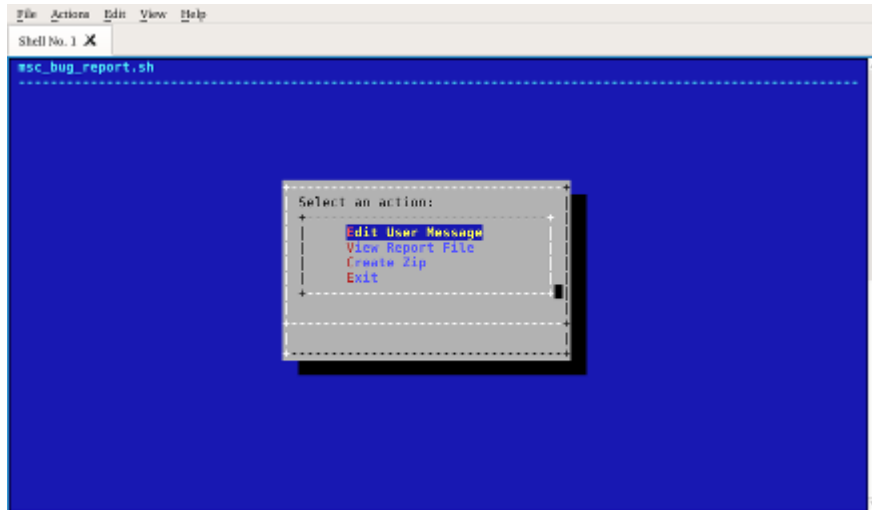 File Actions Edit View Help
Shell No. 1 X
msc_bug_report.sh
Select an action:
Edit User Message
View Report File
Create Zip
Exit